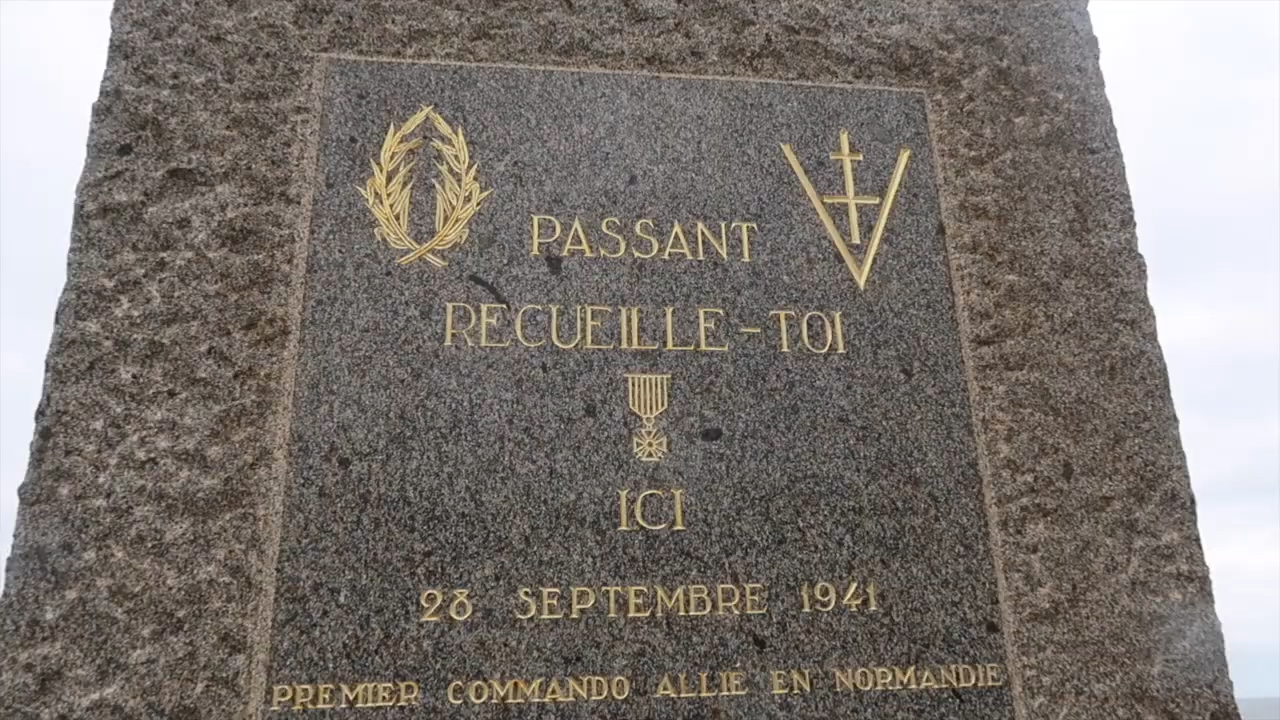 PASSANT
RECUEILLE-TOI
ICI
28 SEPTEMBRE 1941
PREMIER COMMANDO ALLIÉ EN NORMANDIE